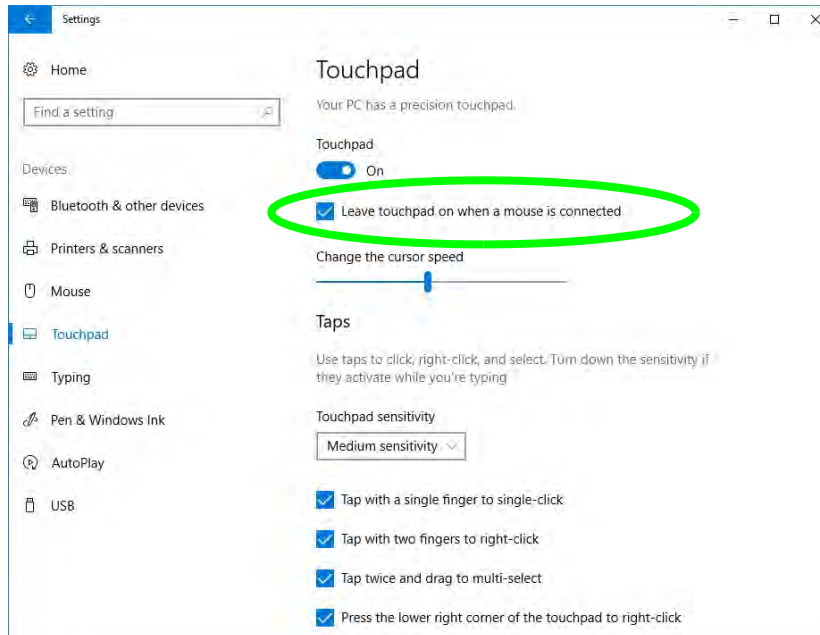 Settings
Home
Find a setting
Devices
Bluetooth & other devices
Printers & scanners
Mouse
Touchpad
Typing
Pen & Windows Ink
AutoPlay
USB
Touchpad
Your PC has a precision touchpad.
Touchpad
On
Leave touchpad on when a mouse is connected
Change the cursor speed
Taps
Use taps to click, right-click, and select. Turn down the sensitivity if
they activate while you're typing
Touchpad sensitivity
Medium sensitivity
Tap with a single finger to single-click
Tap with two fingers to right-click
Tap twice and drag to multi-select
Press the lower right corner of the touchpad to right-click